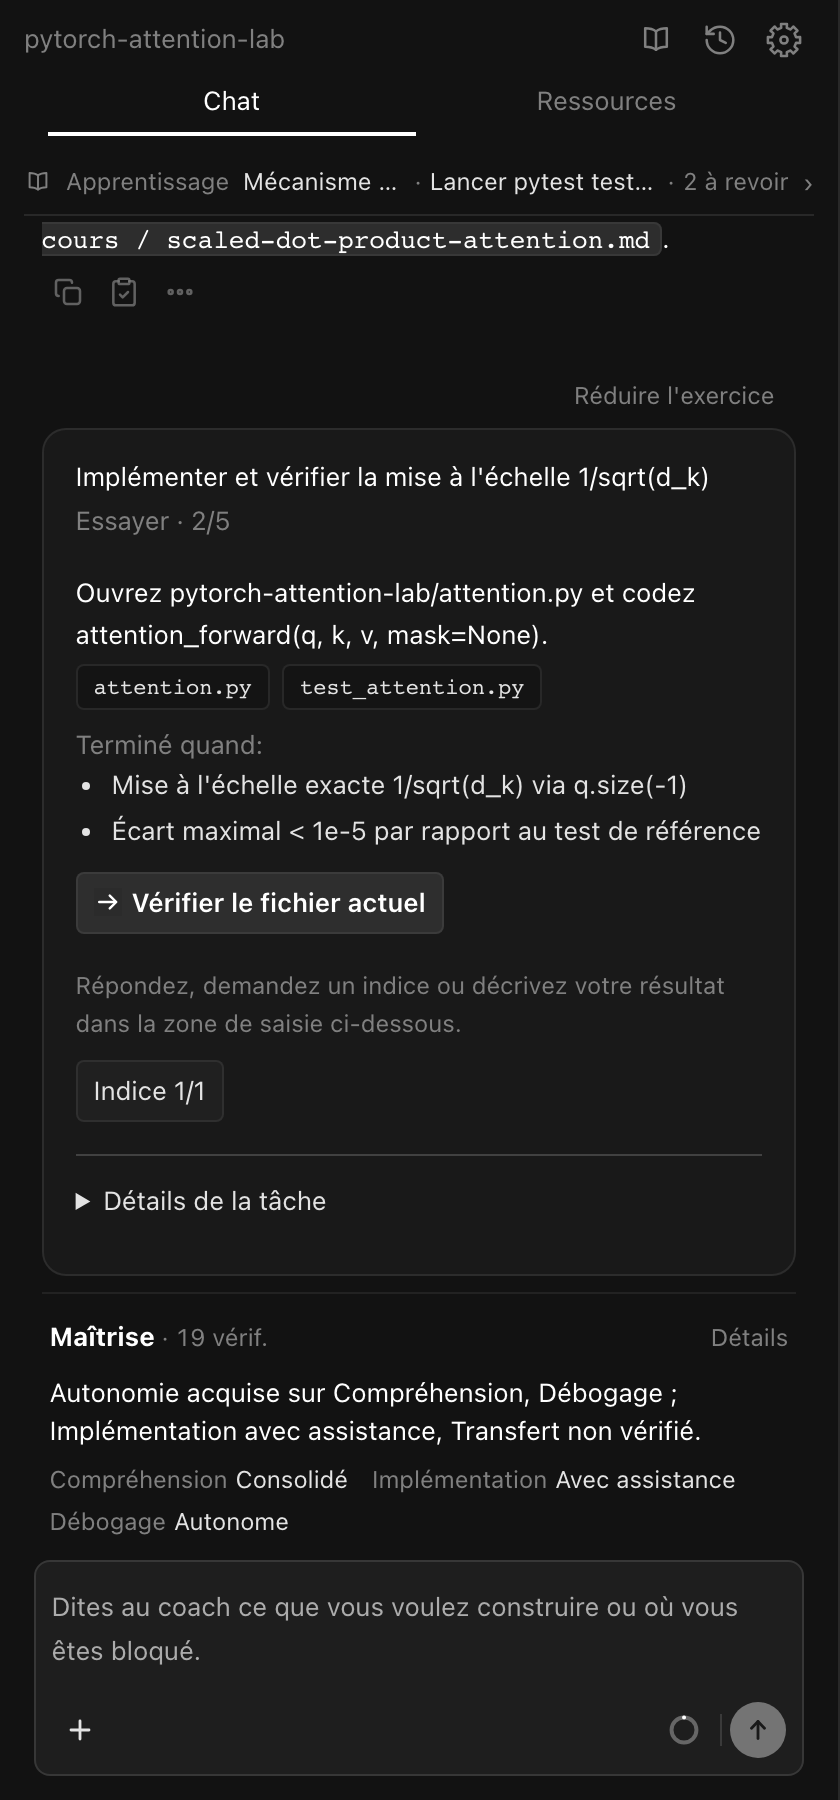 pytorch-attention-lab
Chat
Ressources
Apprentissage Mécanisme ... · Lancer pytest test... · 2 à revoir ›
cours / scaled-dot-product-attention.md .
Réduire l'exercice
Implémenter et vérifier la mise à l'échelle 1/sqrt(d_k)
Essayer · 2/5
Ouvrez pytorch-attention-lab/attention.py et codez
attention_forward(q, k, v, mask=None).
attention.py
test_attention.py
Terminé quand:
• Mise à l'échelle exacte 1/sqrt(d_k) via q.size(-1)
• Écart maximal < 1e-5 par rapport au test de référence
→ Vérifier le fichier actuel
Répondez, demandez un indice ou décrivez votre résultat
dans la zone de saisie ci-dessous.
Indice 1/1
▶ Détails de la tâche
Maîtrise · 19 vérif.
Détails
Autonomie acquise sur Compréhension, Débogage ;
Implémentation avec assistance, Transfert non vérifié.
Compréhension Consolidé Implémentation Avec assistance
Débogage Autonome
Dites au coach ce que vous voulez construire ou où vous
êtes bloqué.